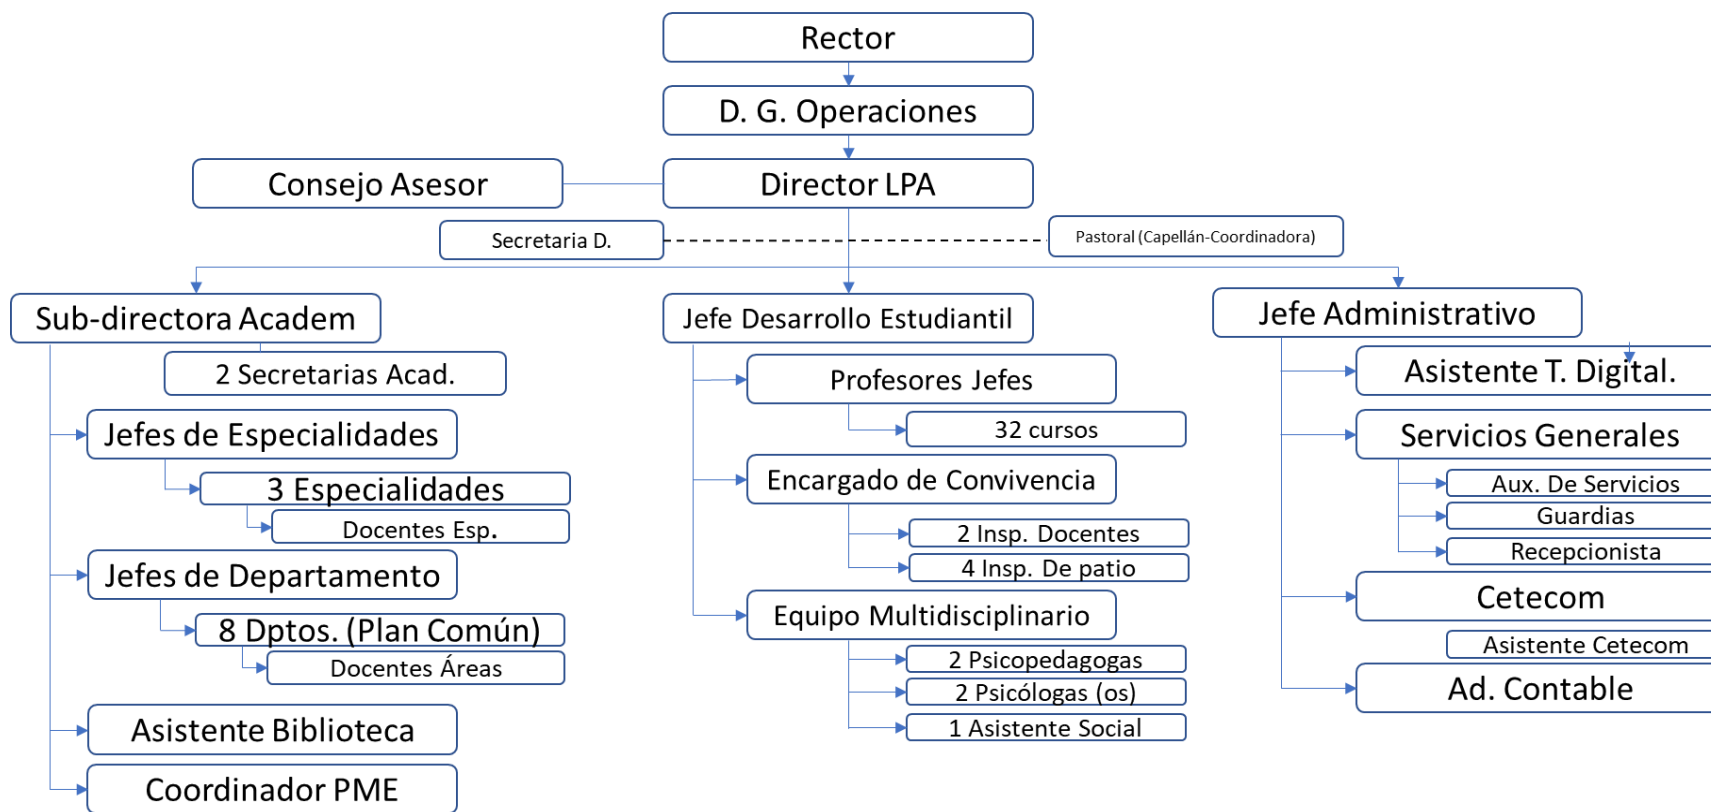 Rector
D. G. Operaciones
Consejo Asesor
Director LPA
Secretaria D.
Pastoral (Capellán-Coordinadora)
Sub-directora Academ
2 Secretarias Acad.
Jefes de Especialidades
3 Especialidades
Docentes Esp.
Jefes de Departamento
8 Dptos. (Plan Común)
Docentes Áreas
Asistente Biblioteca
Coordinador PME
Jefe Desarrollo Estudiantil
Profesores Jefes
32 cursos
Encargado de Convivencia
2 Insp. Docentes
4 Insp. De patio
Equipo Multidisciplinario
2 Psicopedagogas
2 Psicólogas (os)
1 Asistente Social
Jefe Administrativo
Asistente T. Digital.
Servicios Generales
Aux. De Servicios
Guardias
Recepcionista
Cetecom
Asistente Cetecom
Ad. Contable